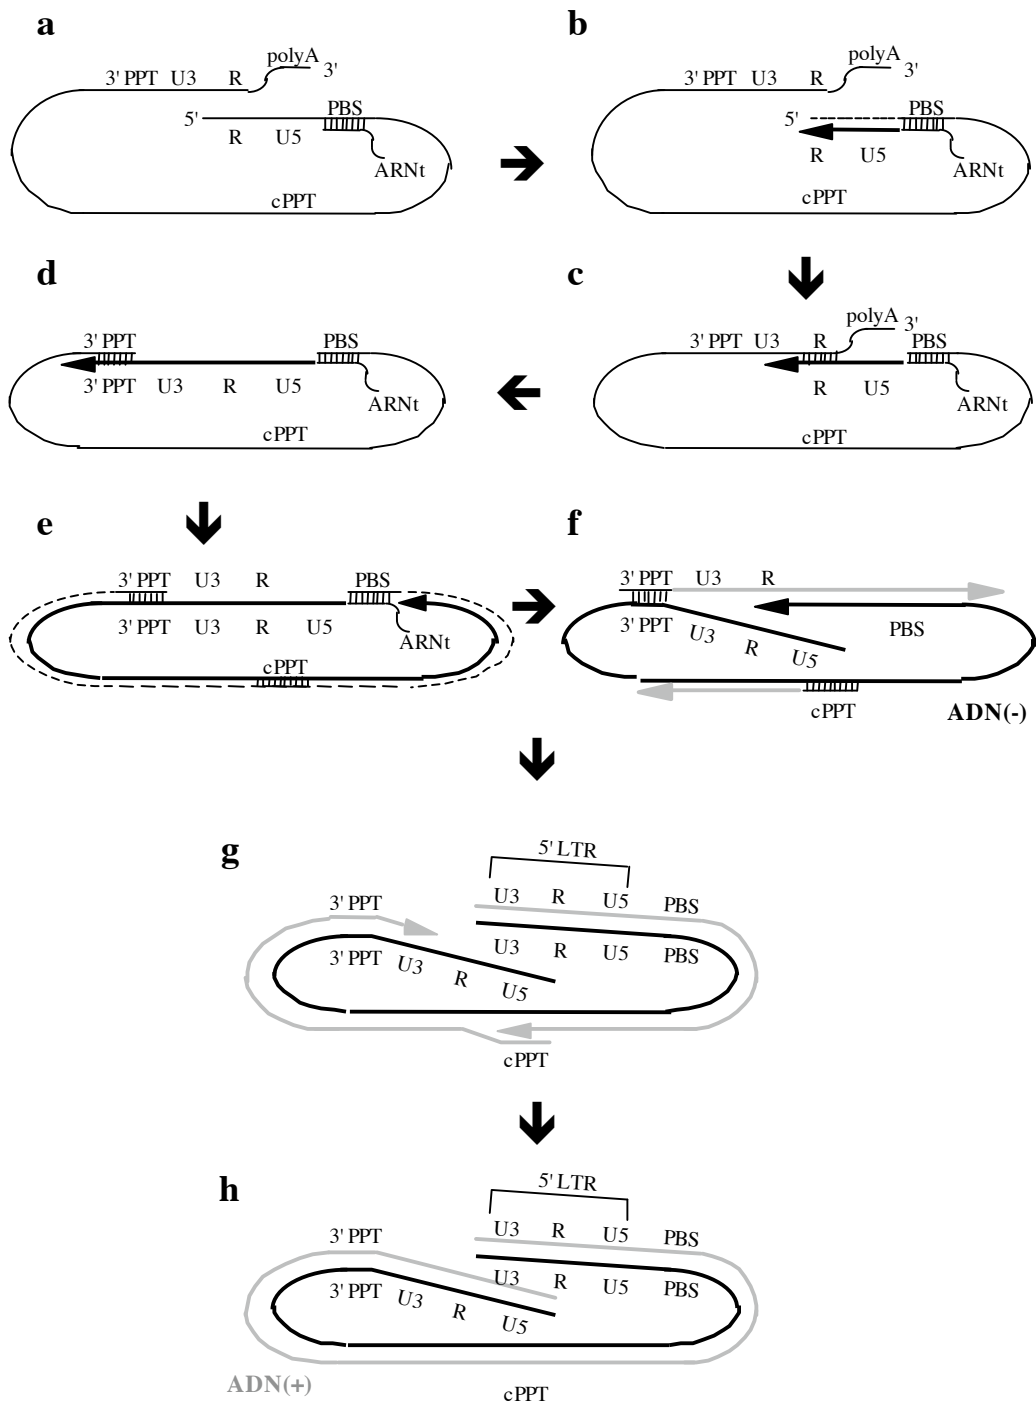 a
polyA
3' PPT U3 R 3'
5' PBS
R U5
ARNt
cPPT
b
polyA
3' PPT U3 R 3'
5' PBS
R U5
ARNt
cPPT
d
3' PPT PBS
3' PPT U3 R U5
ARNt
cPPT
c
polyA 3'
3' PPT U3 R PBS
R U5
ARNt
cPPT
e
3' PPT U3 R PBS
3' PPT U3 R U5
ARNt
cPPT
f
3' PPT U3 R
3' PPT U3 R U5 PBS
cPPT ADN(-)
g
5' LTR
3' PPT U3 R U5 PBS
3' PPT U3 R U5 U3 R U5 PBS
cPPT
h
5' LTR
3' PPT U3 R U5 PBS
3' PPT U3 R U5 U3 R U5 PBS
ADN(+)
cPPT